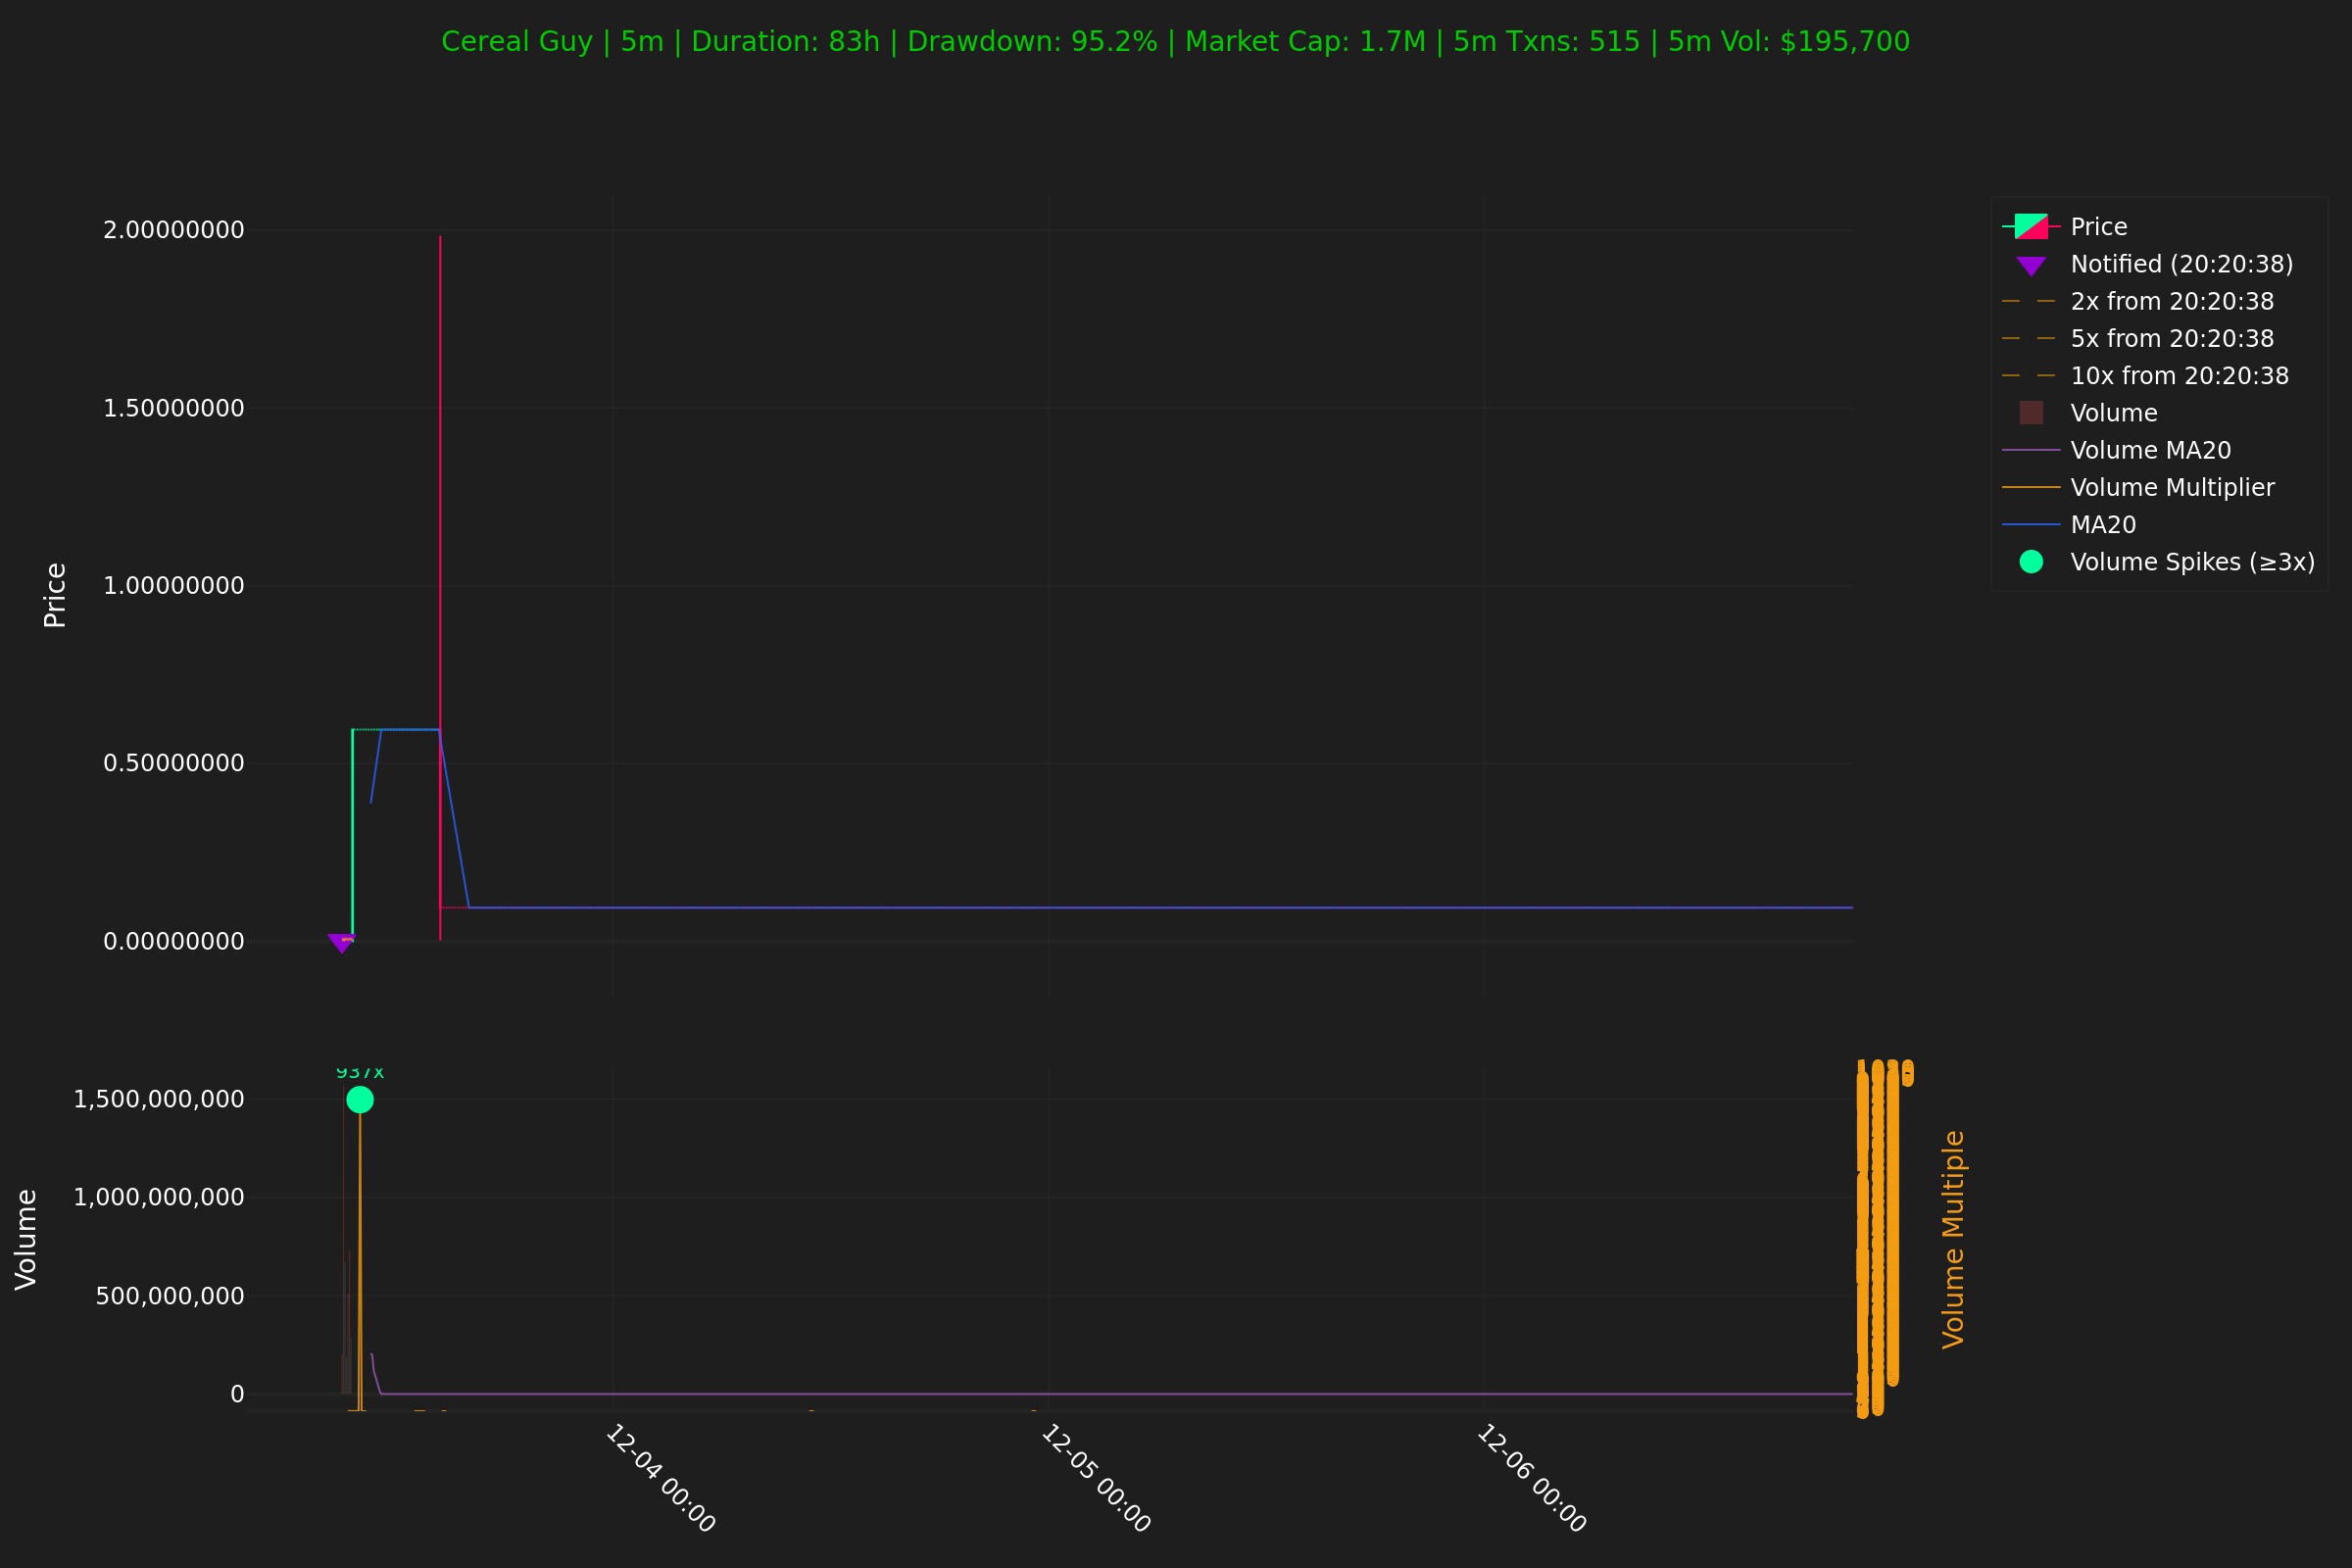 Cereal Guy | 5m | Duration: 83h | Drawdown: 95.2% | Market Cap: 1.7M | 5m Txns: 515 | 5m Vol: $195,700
Price
2.00000000
1.50000000
1.00000000
0.50000000
0.00000000
Price
Notified (20:20:38)
2x from 20:20:38
5x from 20:20:38
10x from 20:20:38
Volume
Volume MA20
Volume Multiplier
MA20
Volume Spikes (≥3x)
937x
Volume
1,500,000,000
1,000,000,000
500,000,000
0
Volume Multiple
12-04 00:00
12-05 00:00
12-06 00:00